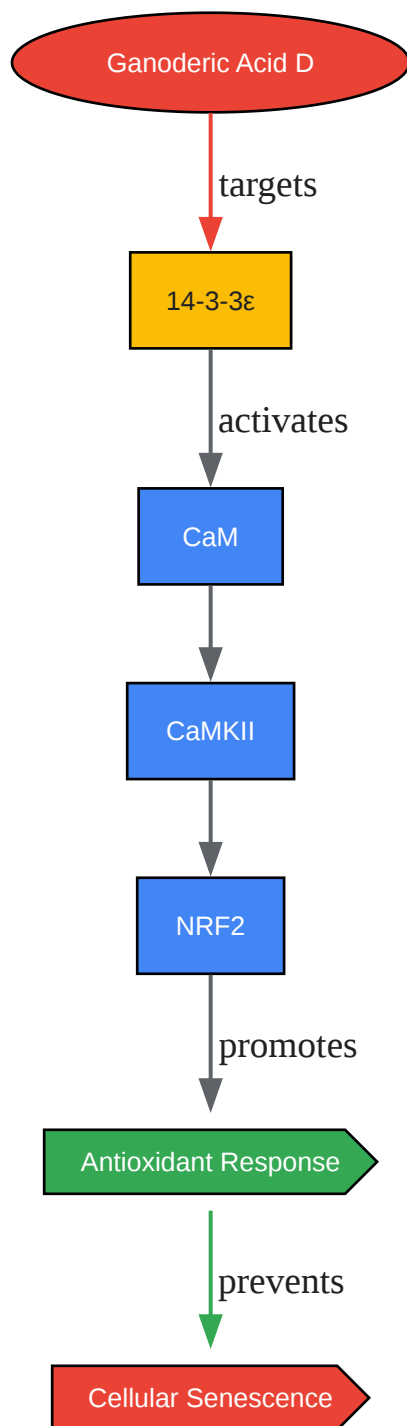 Ganoderic Acid D
targets
14-3-3ε
activates
CaM
CaMKII
NRF2
promotes
Antioxidant Response
prevents
Cellular Senescence